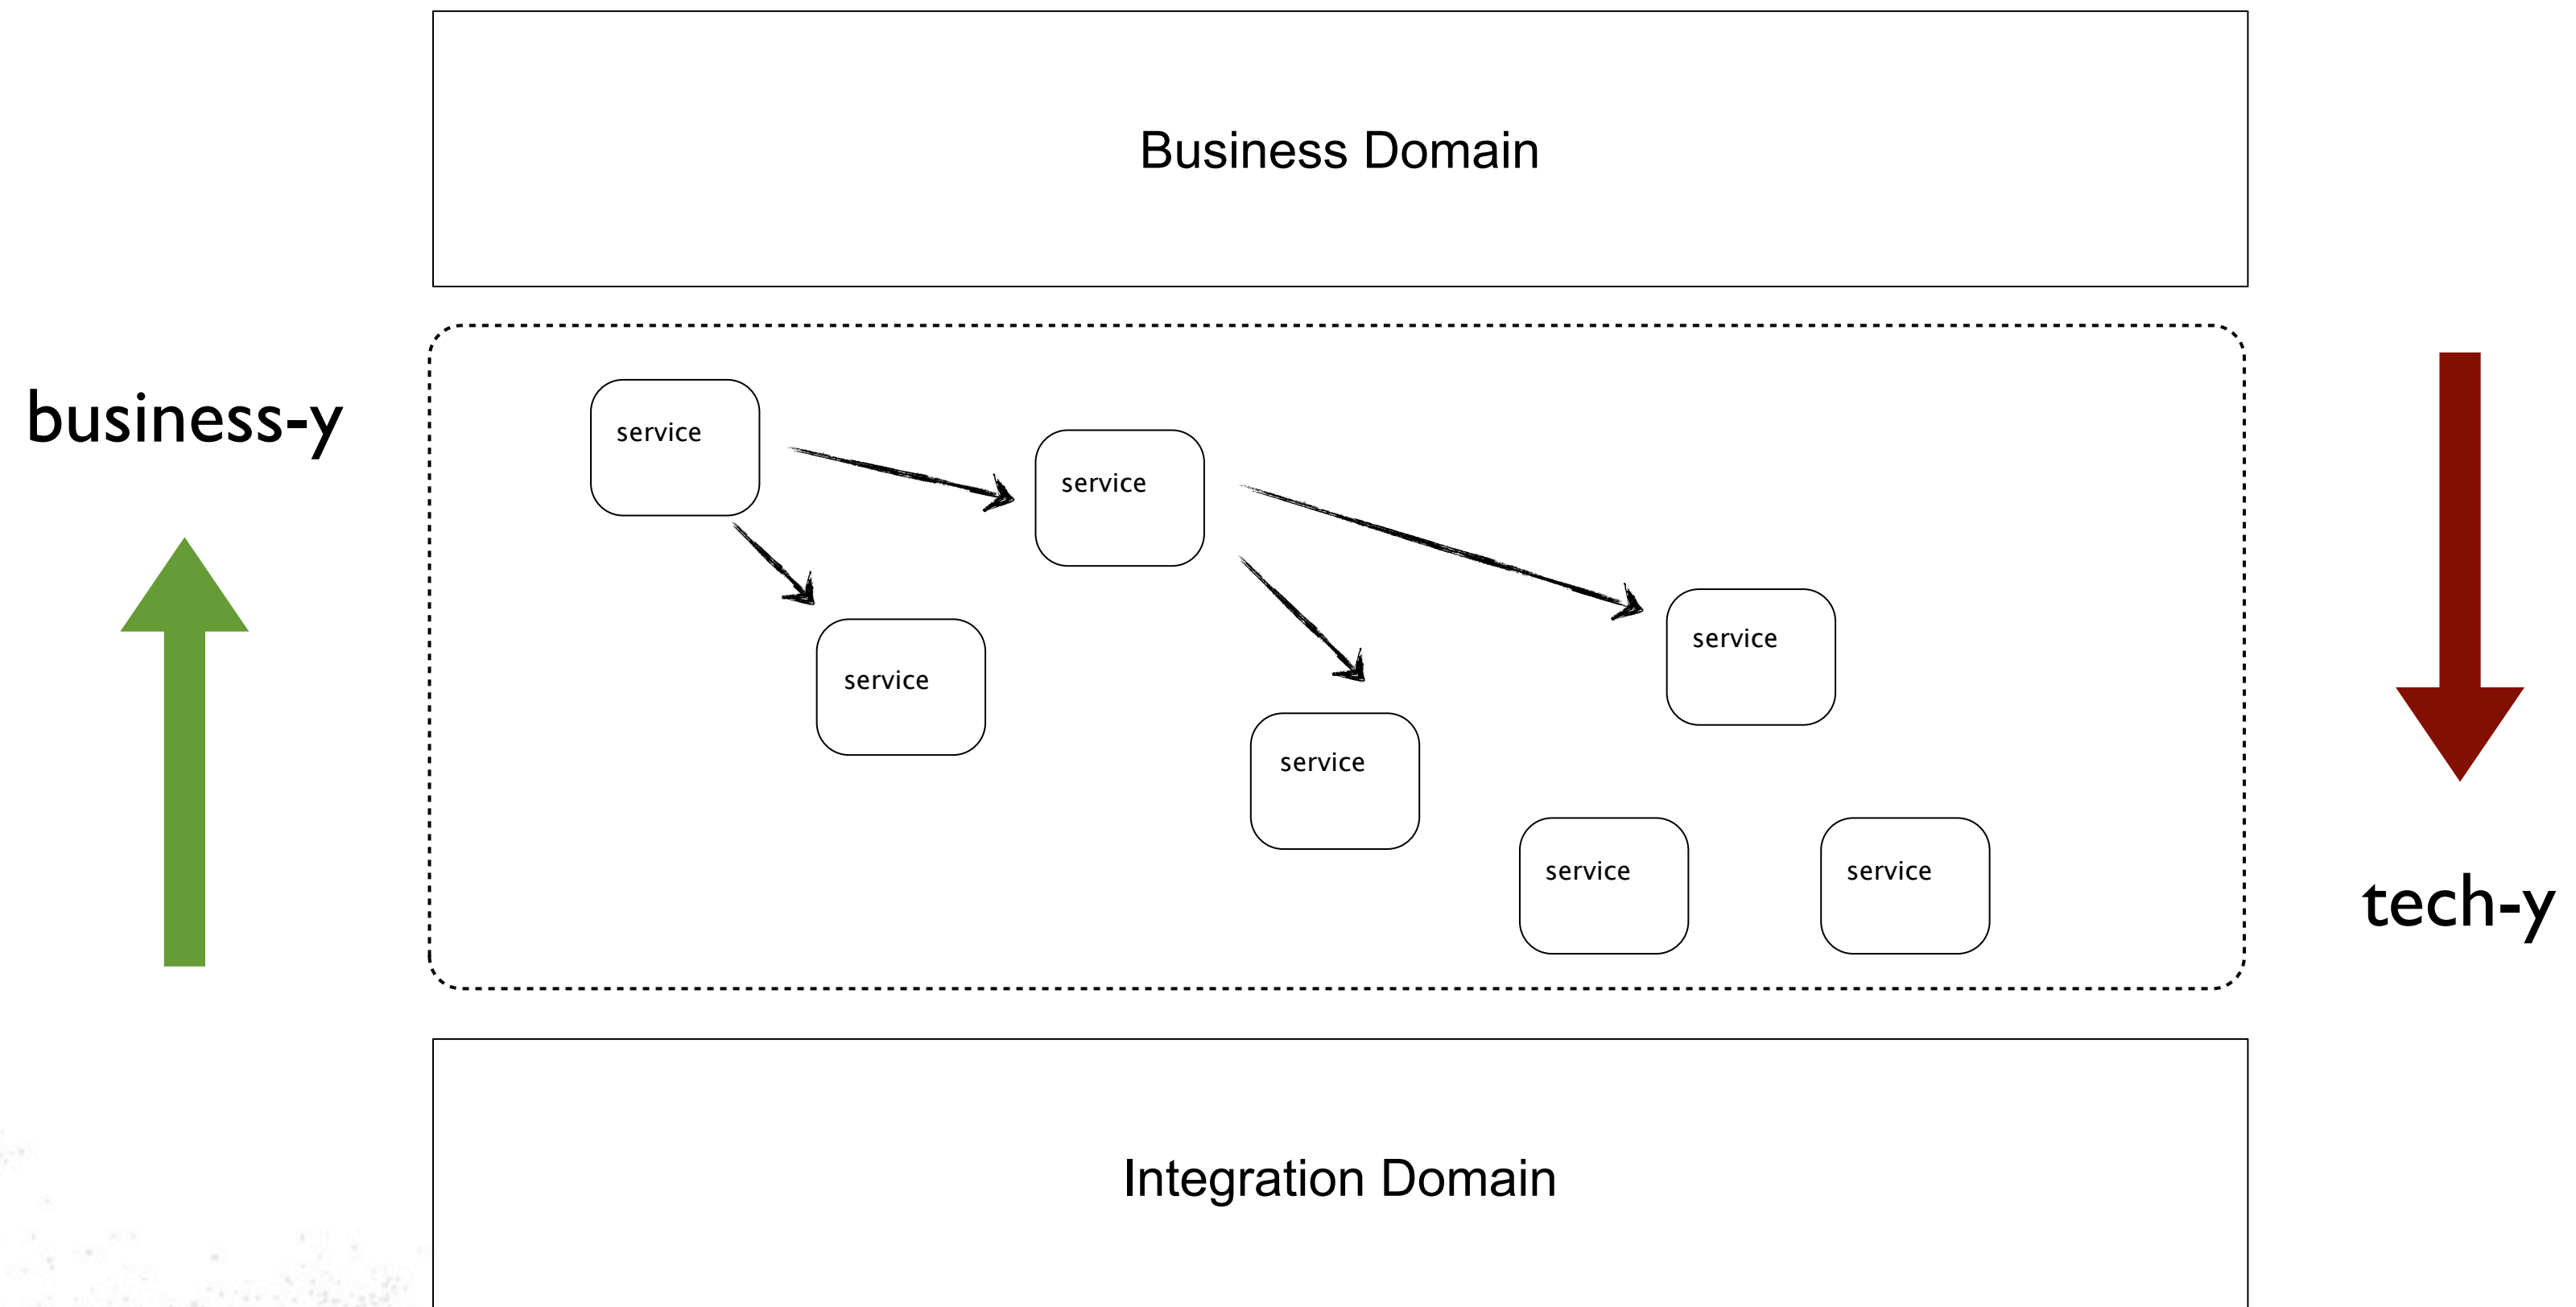 Business Domain
business-y
service
service
service
service
service
service
service
tech-y
Integration Domain